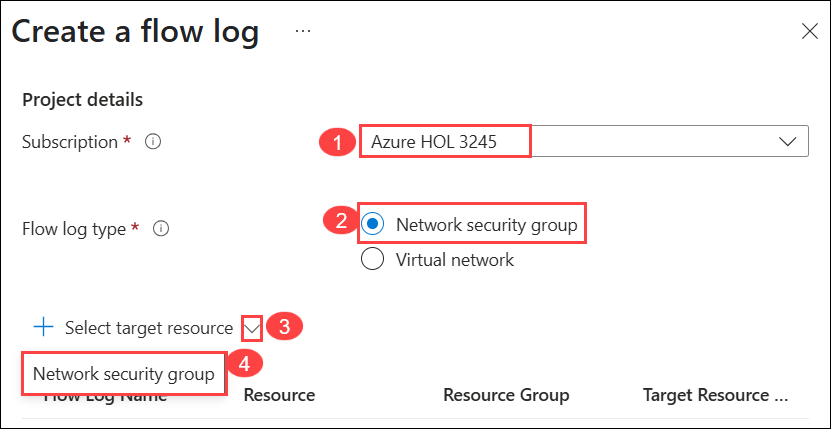 Create a flow log ...
Project details
Subscription * 1 Azure HOL 3245
Flow log type * 2 Network security group
Virtual network
+ Select target resource 3
Network security group 4
Flow Log Name Resource Resource Group Target Resource ...